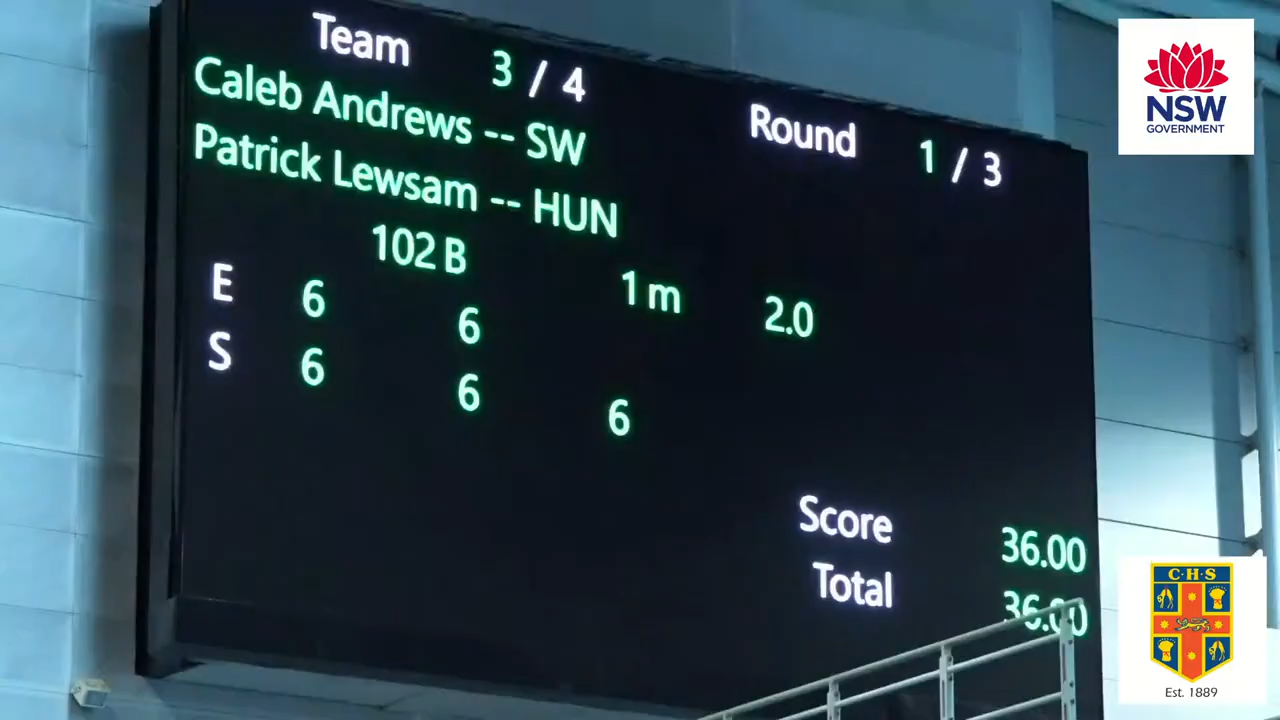 Team 3 / 4
Caleb Andrews -- SW
Round 1 / 3
Patrick Lewsam -- HUN
102 B 1 m 2.0
E 6 6
S 6 6 6
Score 36.00
Total 36.00
NSW
GOVERNMENT
C·H·S
Est. 1889